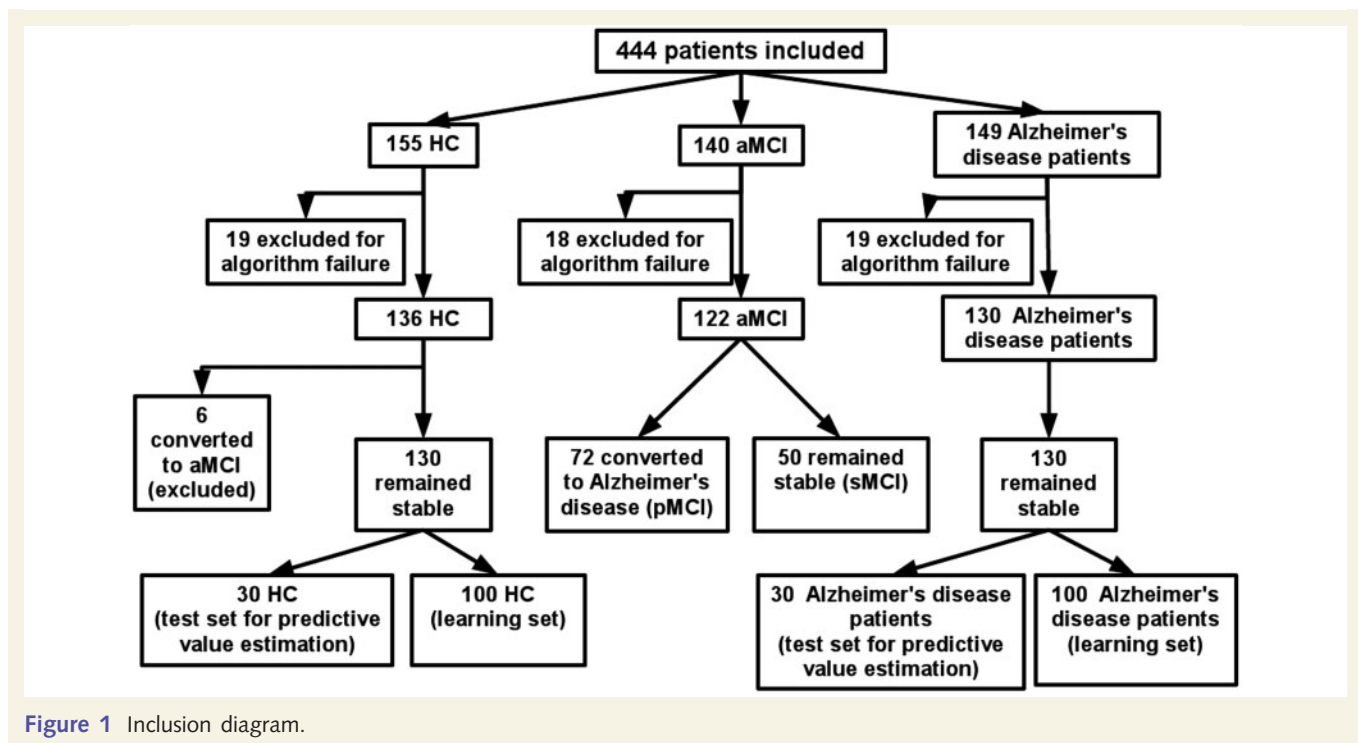 444 patients included
155 HC
140 aMCI
149 Alzheimer's
disease patients
19 excluded for
algorithm failure
18 excluded for
algorithm failure
19 excluded for
algorithm failure
136 HC
122 aMCI
130 Alzheimer's
disease patients
6
converted
to aMCI
(excluded)
130
remained
stable
72 converted
to Alzheimer's
disease (pMCI)
50 remained
stable (sMCI)
130
remained
stable
30 HC
(test set for predictive
value estimation)
100 HC
(learning set)
30 Alzheimer's disease
patients
(test set for predictive
value estimation)
100 Alzheimer's
disease patients
(learning set)
Figure 1 Inclusion diagram.